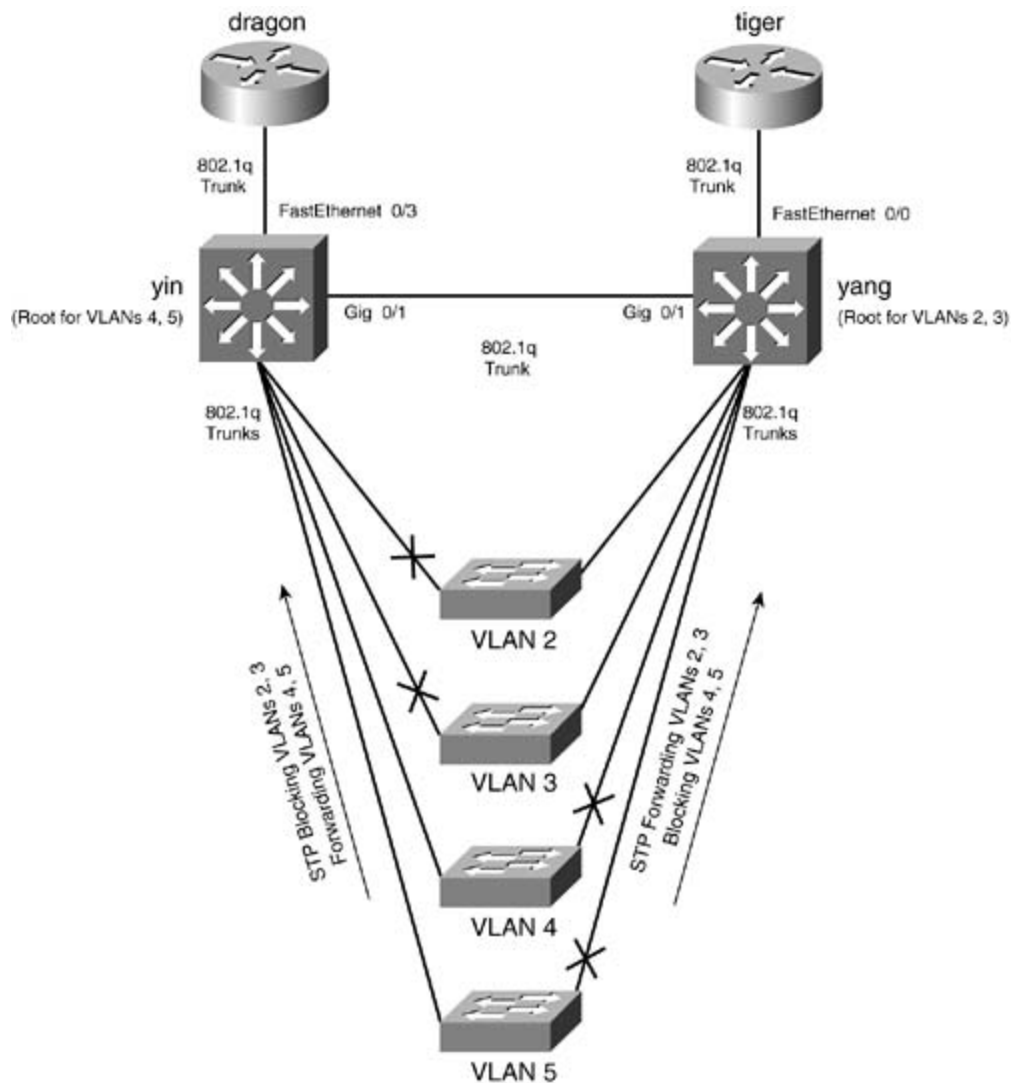 dragon
tiger
802.1q
Trunk
802.1q
Trunk
FastEthernet 0/3
FastEthernet 0/0
yin
(Root for VLANs 4, 5)
Gig 0/1
Gig 0/1
yang
(Root for VLANs 2, 3)
802.1q
Trunk
802.1q
Trunks
802.1q
Trunks
VLAN 2
STP Blocking VLANs 2, 3
Forwarding VLANs 4, 5
STP Forwarding VLANs 2, 3
Blocking VLANs 4, 5
VLAN 3
VLAN 4
VLAN 5